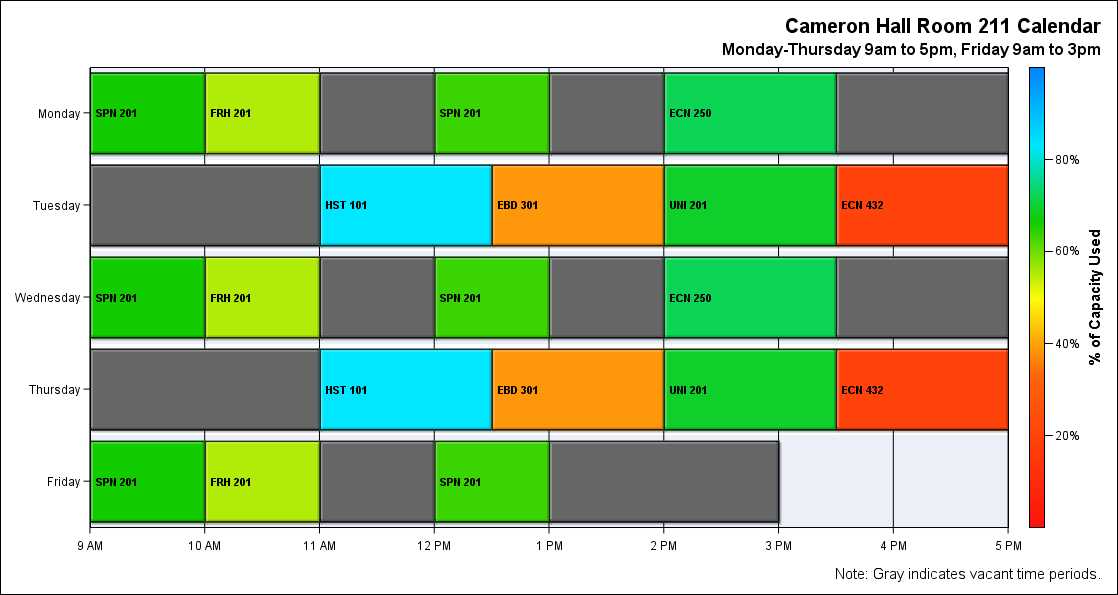 Cameron Hall Room 211 Calendar
Monday-Thursday 9am to 5pm, Friday 9am to 3pm
Monday
SPN 201
FRH 201
SPN 201
ECN 250
Tuesday
HST 101
EBD 301
UNI 201
ECN 432
Wednesday
SPN 201
FRH 201
SPN 201
ECN 250
Thursday
HST 101
EBD 301
UNI 201
ECN 432
Friday
SPN 201
FRH 201
SPN 201
9 AM
10 AM
11 AM
12 PM
1 PM
2 PM
3 PM
4 PM
5 PM
80%
60%
40%
20%
% of Capacity Used
Note: Gray indicates vacant time periods.